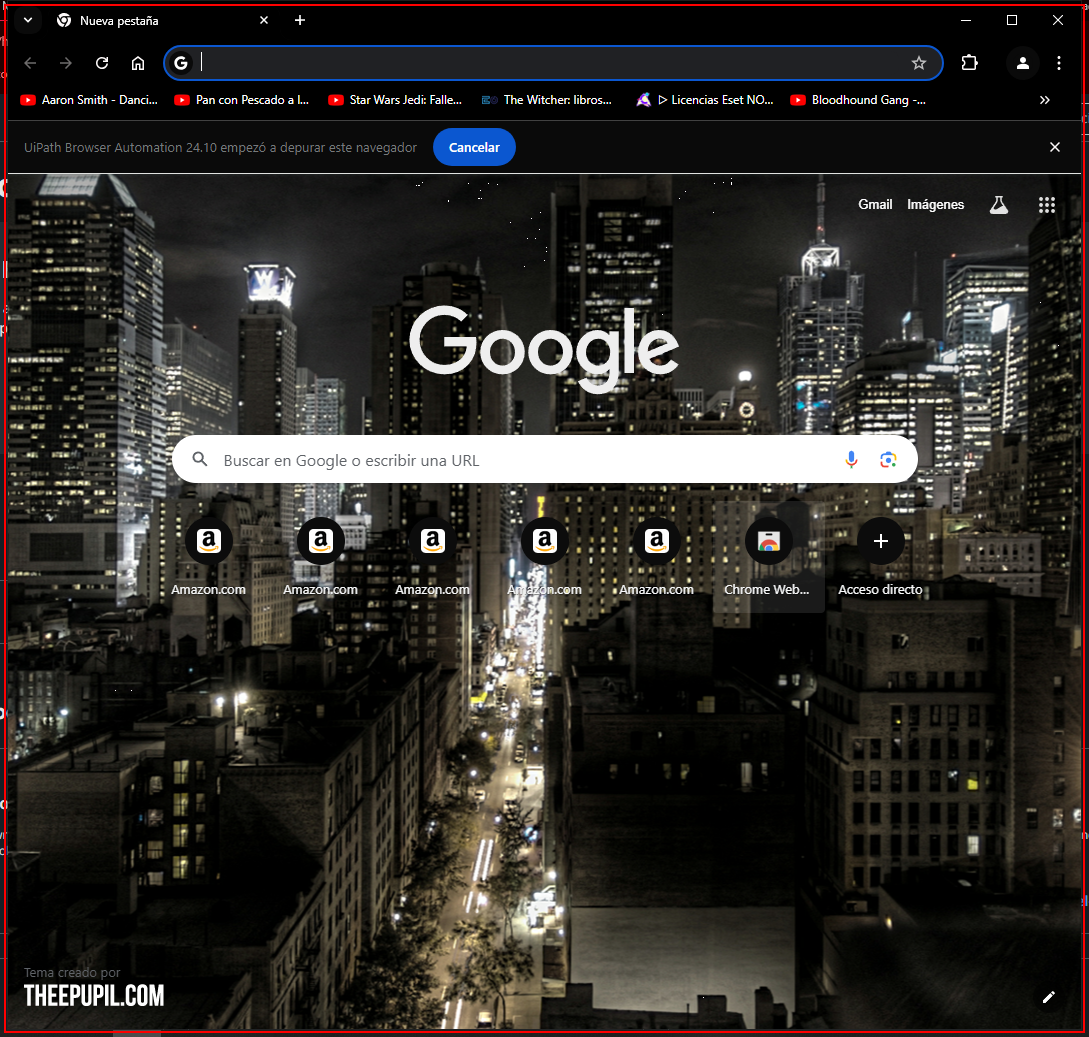 Nueva pestaña
Aaron Smith - Danci...
Pan con Pescado a l...
Star Wars Jedi: Falle...
The Witcher: libros...
ᐅ Licencias Eset NO...
Bloodhound Gang -...
UiPath Browser Automation 24.10 empezó a depurar este navegador
Cancelar
Gmail
Imágenes
Google
Buscar en Google o escribir una URL
Amazon.com
Amazon.com
Amazon.com
Amazon.com
Amazon.com
Chrome Web...
Acceso directo
Tema creado por
THEEPUPIL.COM